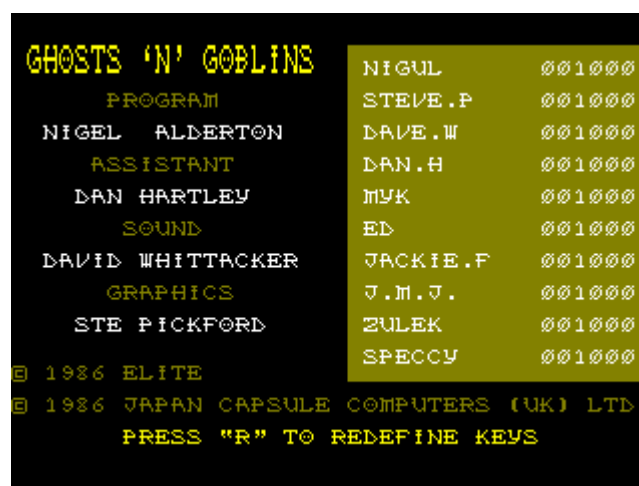 GHOSTS 'N' GOBLINS
PROGRAM
NIGEL ALDERTON
ASSISTANT
DAN HARTLEY
SOUND
DAVID WHITTACKER
GRAPHICS
STE PICKFORD
NIGUL 001000
STEVE.P 001000
DAVE.W 001000
DAN.H 001000
MYK 001000
ED 001000
JACKIE.F 001000
J.M.J. 001000
ZULEK 001000
SPECCY 001000
© 1986 ELITE
© 1986 JAPAN CAPSULE COMPUTERS (UK) LTD
PRESS "R" TO REDEFINE KEYS